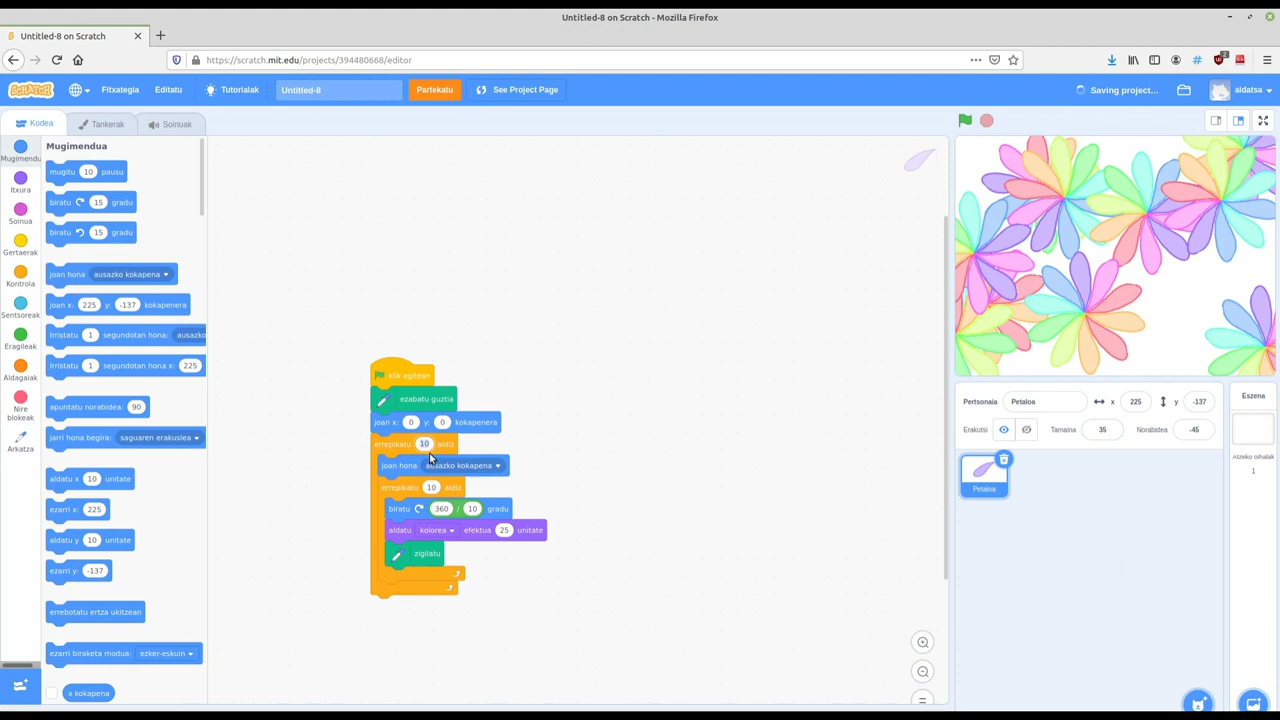 Untitled-8 on Scratch - Mozilla Firefox
Untitled-8 on Scratch
https://scratch.mit.edu/projects/394480668/editor
2
SCRATCH
Fitxategia
Editatu
Tutorialak
Untitled-8
Partekatu
See Project Page
Saving project...
aldatsa
Kodea
Tankerak
Soinuak
Mugimendu
Itxura
Soinua
Gertaerak
Kontrola
Sentsoreak
Eragileak
Aldagaiak
Nire blokeak
Arkatza
Mugimendua
mugitu 10 pausu
biratu 15 gradu
biratu 15 gradu
joan hona ausazko kokapena
joan x: 225 y: -137 kokapenera
Irristatu 1 segundotan hona: ausazko
Irristatu 1 segundotan hona x: 225
apuntatu norabidea: 90
jarri hona begira: saguaren erakuslea
aldatu x 10 unitate
ezarri x: 225
aldatu y 10 unitate
ezarri y: -137
errebotatu ertza ukitzean
ezarri biraketa modua: ezker-eskuin
x kokapena
klik egitean
ezabatu guztia
joan x: 0 y: 0 kokapenera
errepikatu 10 aldiz
joan hona ausazko kokapena
errepikatu 10 aldiz
biratu 360 / 10 gradu
aldatu kolorea efektua 25 unitate
zigilatu
Pertsonaia Petaloa x 225 y -137
Erakutsi Tamaina 35 Norabidea -45
Petaloa
Eszena
Atzeko oihalak
1